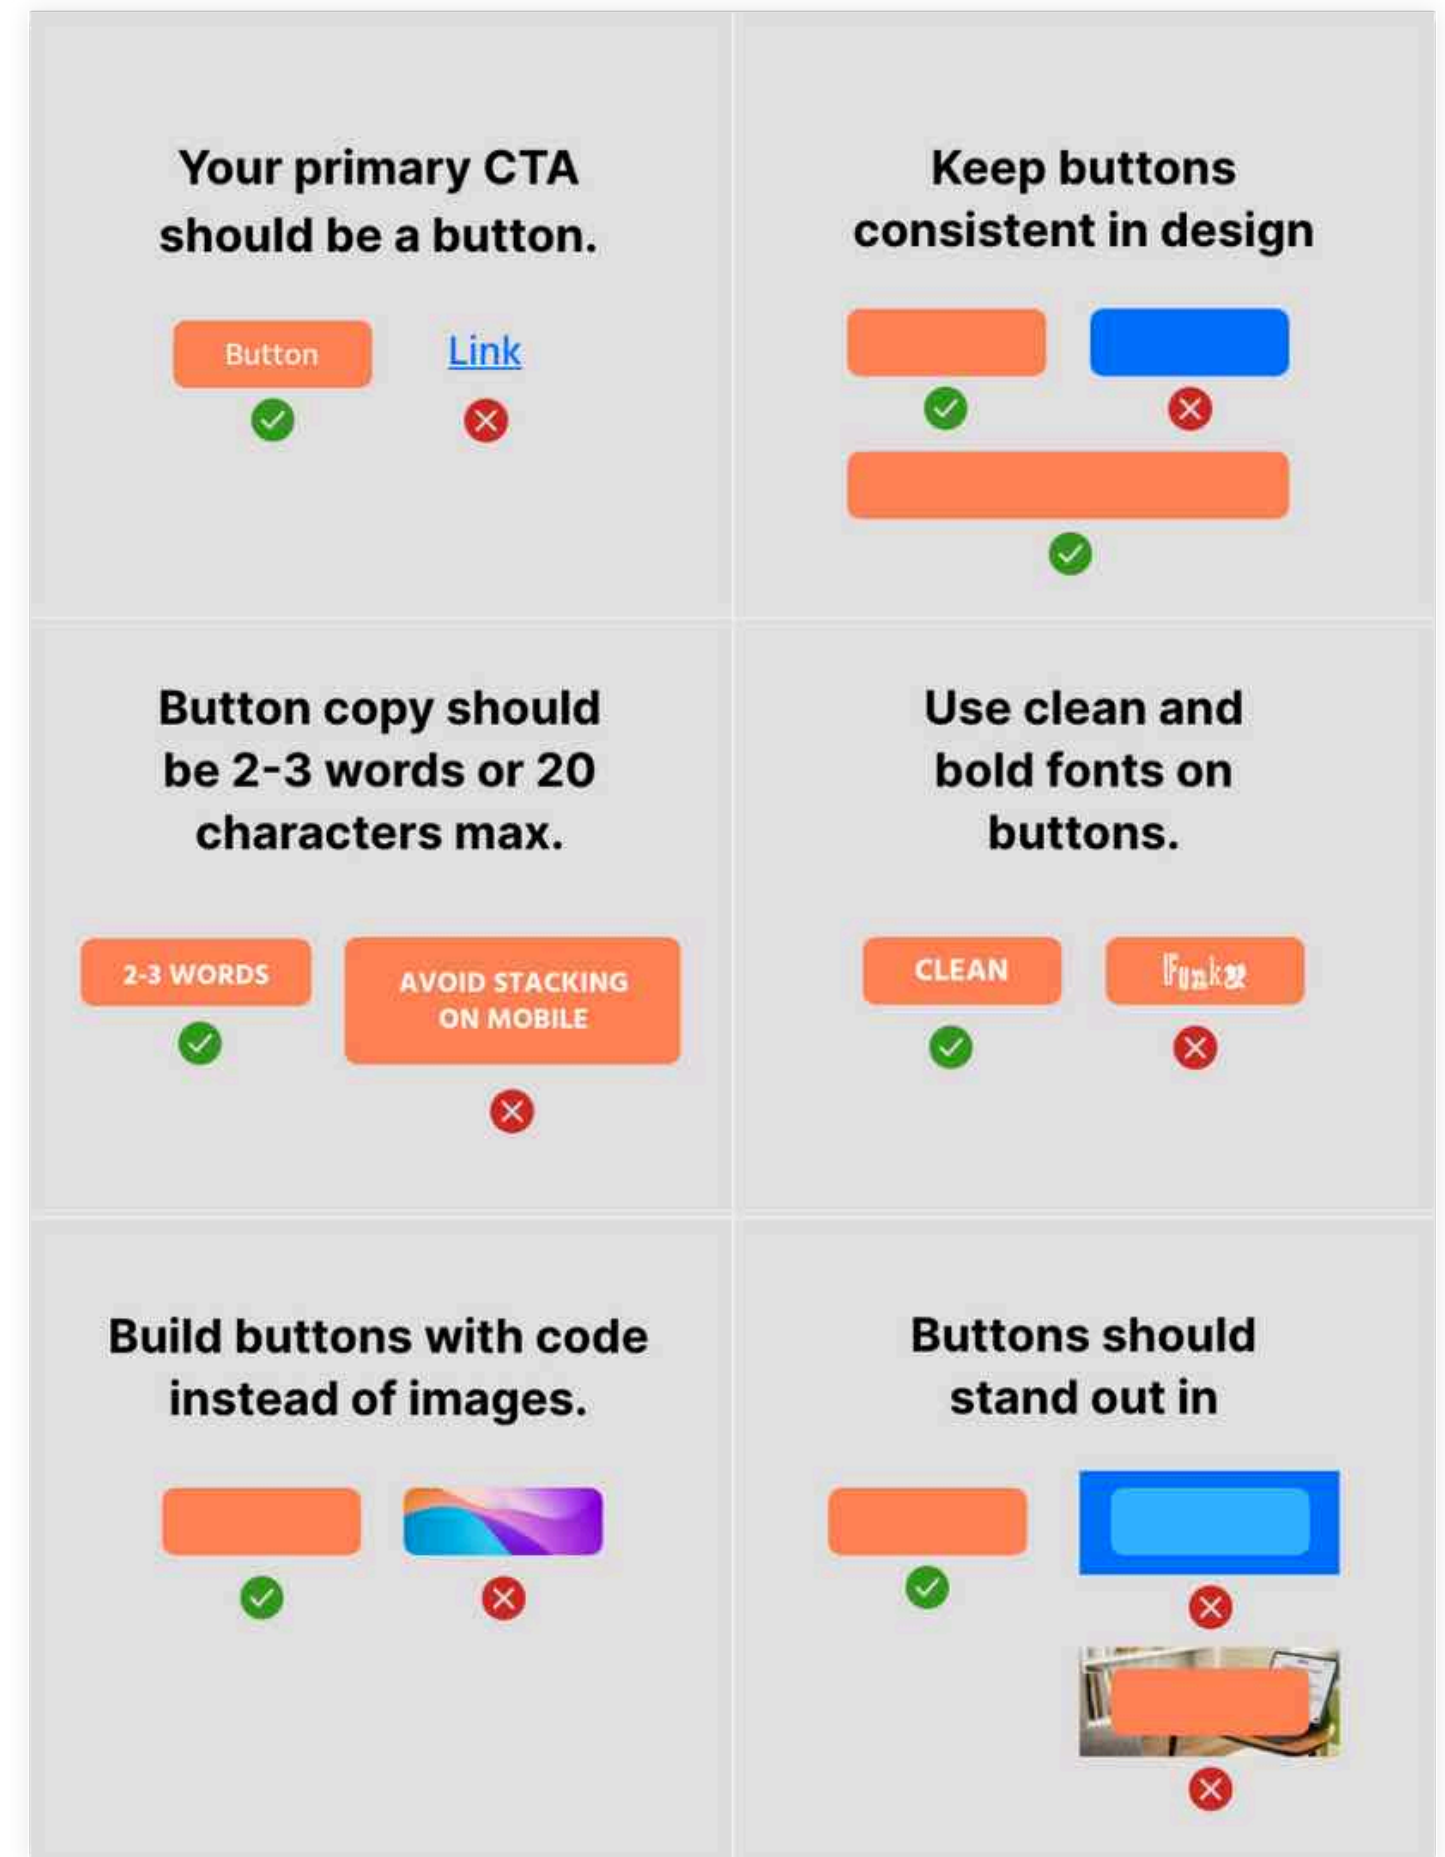 Your primary CTA
should be a button.
Button
Link
Keep buttons
consistent in design
Button copy should
be 2-3 words or 20
characters max.
2-3 WORDS
AVOID STACKING
ON MOBILE
Use clean and
bold fonts on
buttons.
CLEAN
Funky
Build buttons with code
instead of images.
Buttons should
stand out in